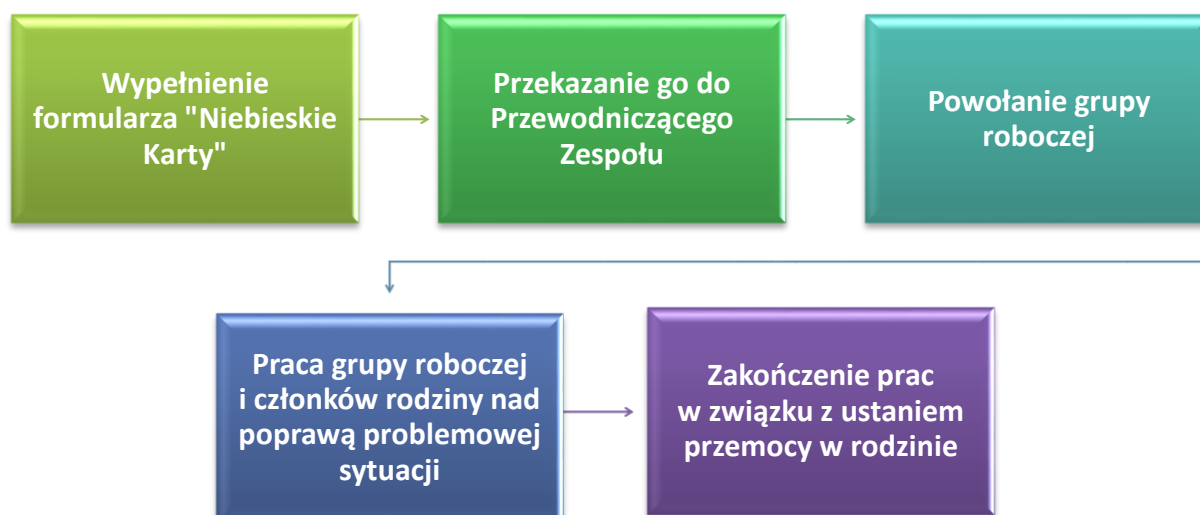 Wypełnienie
formularza "Niebieskie
Karty"
Przekazanie go do
Przewodniczącego
Zespołu
Powołanie grupy
roboczej
Praca grupy roboczej
i członków rodziny nad
poprawą problemowej
sytuacji
Zakończenie prac
w związku z ustaniem
przemocy w rodzinie